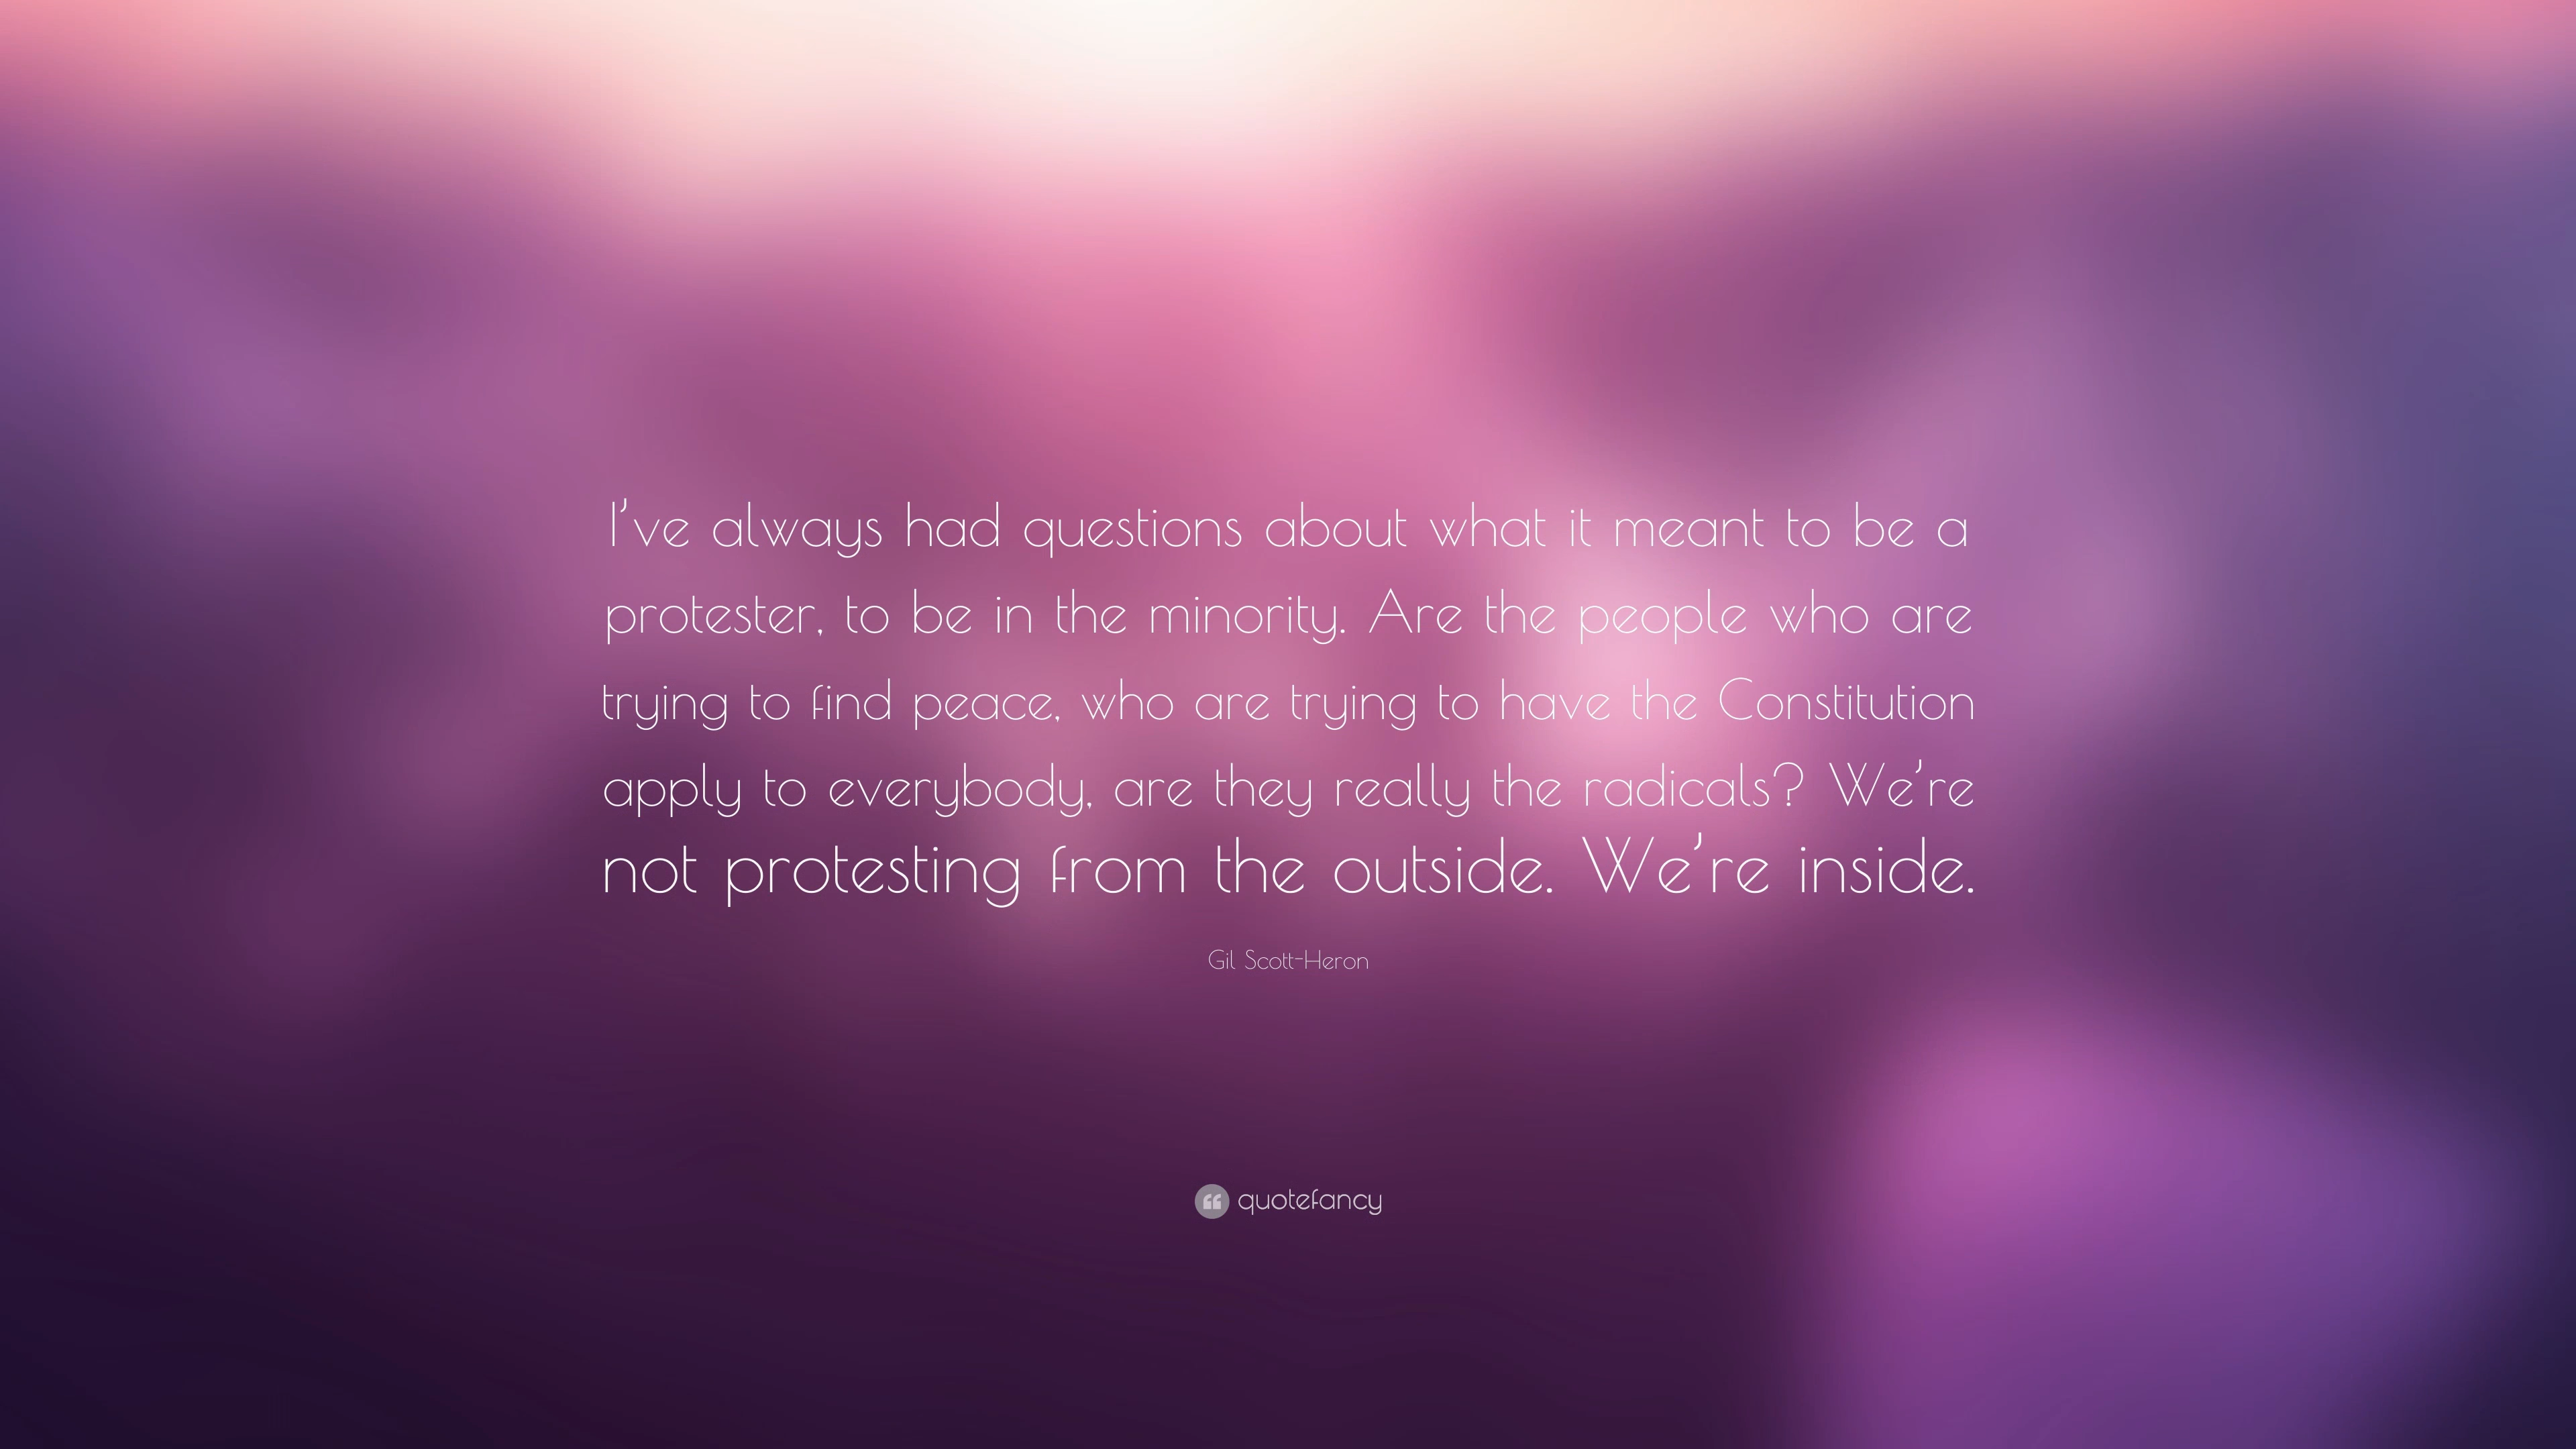 I’ve always had questions about what it meant to be a
protester, to be in the minority. Are the people who are
trying to find peace, who are trying to have the Constitution
apply to everybody, are they really the radicals? We’re
not protesting from the outside. We’re inside.
Gil Scott-Heron
quotefancy